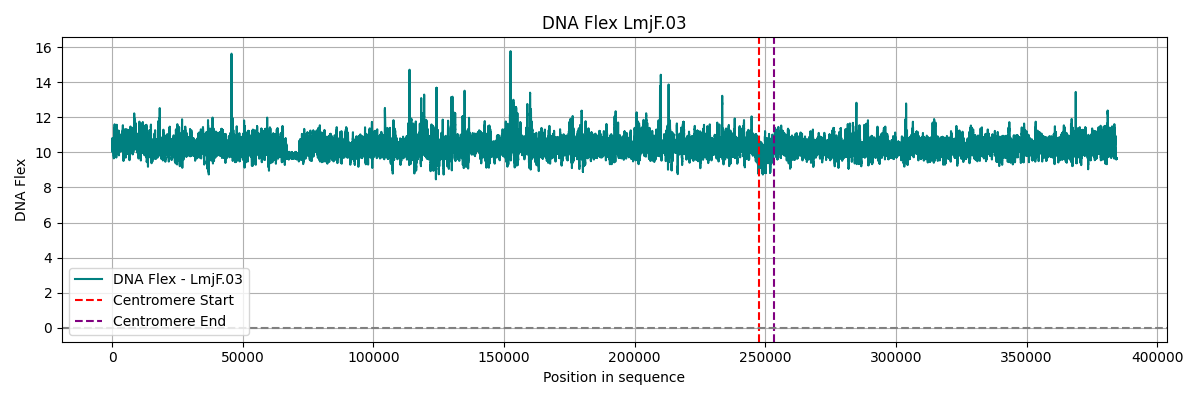 DNA Flex LmjF.03
16
14
12
10
8
6
4
2
0
DNA Flex
DNA Flex - LmjF.03
Centromere Start
Centromere End
0 50000 100000 150000 200000 250000 300000 350000 400000
Position in sequence